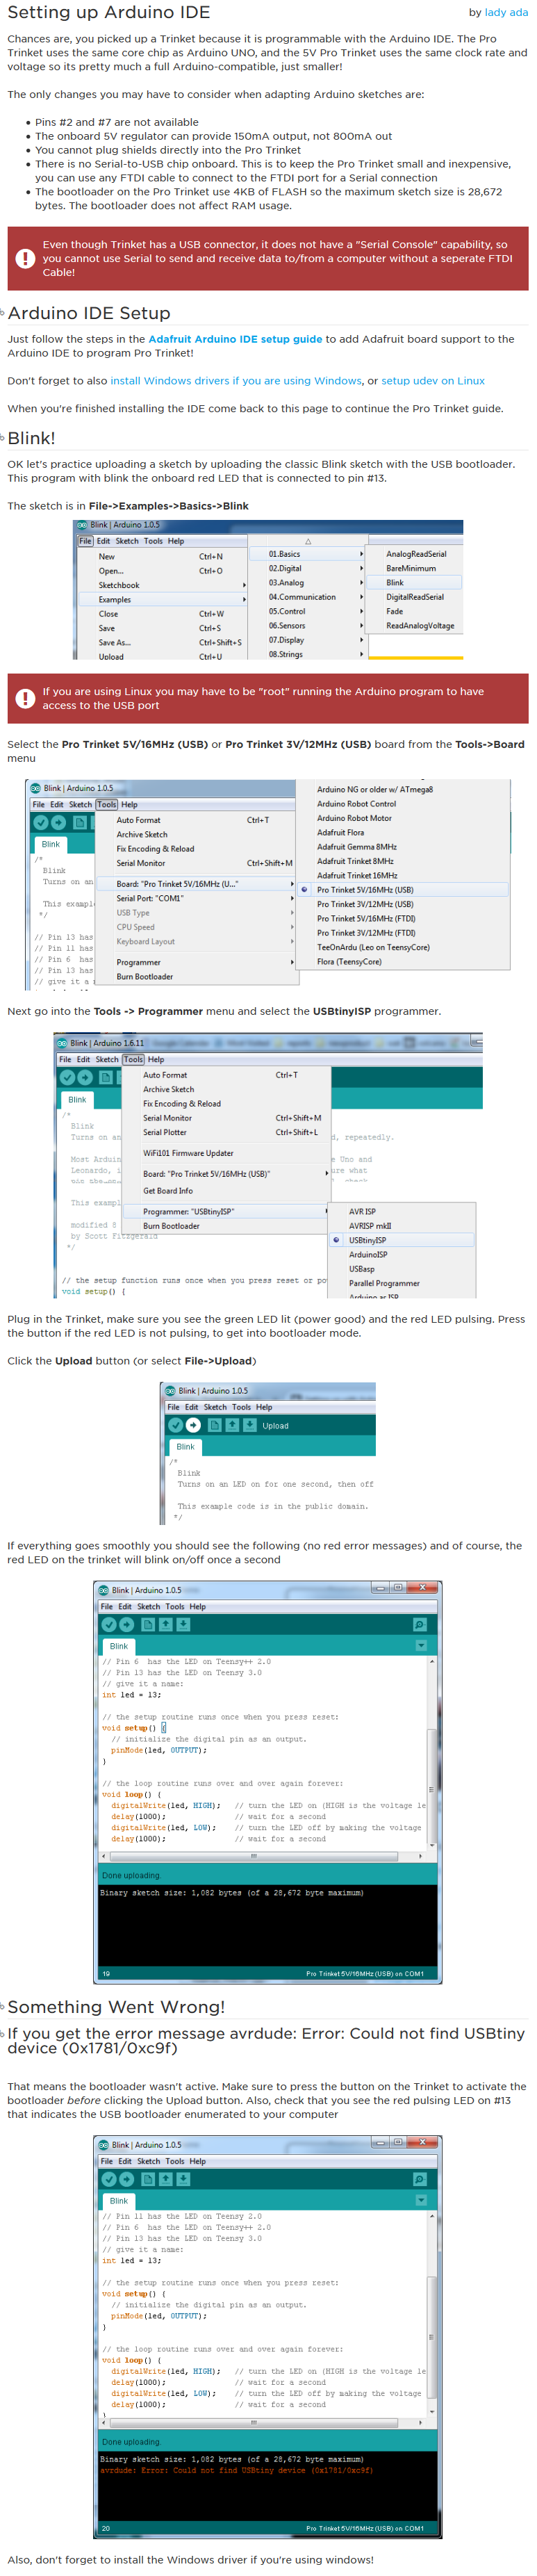 Setting up Arduino IDE
by lady ada
Chances are, you picked up a Trinket because it is programmable with the Arduino IDE. The Pro
Trinket uses the same core chip as Arduino UNO, and the 5V Pro Trinket uses the same clock rate and
voltage so its pretty much a full Arduino-compatible, just smaller!
The only changes you may have to consider when adapting Arduino sketches are:
• Pins #2 and #7 are not available
• The onboard 5V regulator can provide 150mA output, not 800mA out
• You cannot plug shields directly into the Pro Trinket
• There is no Serial-to-USB chip onboard. This is to keep the Pro Trinket small and inexpensive,
you can use any FTDI cable to connect to the FTDI port for a Serial connection
• The bootloader on the Pro Trinket use 4KB of FLASH so the maximum sketch size is 28,672
bytes. The bootloader does not affect RAM usage.
Even though Trinket has a USB connector, it does not have a "Serial Console" capability, so
you cannot use Serial to send and receive data to/from a computer without a seperate FTDI
Cable!
Arduino IDE Setup
Just follow the steps in the Adafruit Arduino IDE setup guide to add Adafruit board support to the
Arduino IDE to program Pro Trinket!
Don't forget to also install Windows drivers if you are using Windows, or setup udev on Linux
When you're finished installing the IDE come back to this page to continue the Pro Trinket guide.
Blink!
OK let's practice uploading a sketch by uploading the classic Blink sketch with the USB bootloader.
This program with blink the onboard red LED that is connected to pin #13.
The sketch is in File->Examples->Basics->Blink
Blink | Arduino 1.0.5
File Edit Sketch Tools Help
New Ctrl+N
Open... Ctrl+O
Sketchbook
Examples
Close Ctrl+W
Save Ctrl+S
Save As... Ctrl+Shift+S
Upload Ctrl+U
01.Basics
02.Digital
03.Analog
04.Communication
05.Control
06.Sensors
07.Display
08.Strings
AnalogReadSerial
BareMinimum
Blink
DigitalReadSerial
Fade
ReadAnalogVoltage
If you are using Linux you may have to be "root" running the Arduino program to have
access to the USB port
Select the Pro Trinket 5V/16MHz (USB) or Pro Trinket 3V/12MHz (USB) board from the Tools->Board
menu
Blink | Arduino 1.0.5
File Edit Sketch Tools Help
Blink
/*
Blink
Turns on an
This example
*/
// Pin 13 has
// Pin 11 has
// Pin 6 has
// Pin 13 has
// give it a
Auto Format Ctrl+T
Archive Sketch
Fix Encoding & Reload
Serial Monitor Ctrl+Shift+M
Board: "Pro Trinket 5V/16MHz (U..."
Serial Port: "COM1"
USB Type
CPU Speed
Keyboard Layout
Programmer
Burn Bootloader
Arduino NG or older w/ ATmega8
Arduino Robot Control
Arduino Robot Motor
Adafruit Flora
Adafruit Gemma 8MHz
Adafruit Trinket 8MHz
Adafruit Trinket 16MHz
Pro Trinket 5V/16MHz (USB)
Pro Trinket 3V/12MHz (USB)
Pro Trinket 5V/16MHz (FTDI)
Pro Trinket 3V/12MHz (FTDI)
TeeOnArdu (Leo on TeensyCore)
Flora (TeensyCore)
Next go into the Tools -> Programmer menu and select the USBtinyISP programmer.
Blink | Arduino 1.6.11
File Edit Sketch Tools Help
Blink
/*
Blink
Turns on an
d, repeatedly.
Most Arduin
e Uno and
Leonardo, i
ure what
This exampl
modified 8
by Scott Fitzgerald
*/
// the setup function runs once when you press reset or po
void setup() {
Auto Format Ctrl+T
Archive Sketch
Fix Encoding & Reload
Serial Monitor Ctrl+Shift+M
Serial Plotter Ctrl+Shift+L
WiFi101 Firmware Updater
Board: "Pro Trinket 5V/16MHz (USB)"
Get Board Info
Programmer: "USBtinyISP"
Burn Bootloader
AVR ISP
AVRISP mkII
USBtinyISP
ArduinoISP
USBasp
Parallel Programmer
Arduino as ISP
Plug in the Trinket, make sure you see the green LED lit (power good) and the red LED pulsing. Press
the button if the red LED is not pulsing, to get into bootloader mode.
Click the Upload button (or select File->Upload)
Blink | Arduino 1.0.5
File Edit Sketch Tools Help
Upload
Blink
/*
Blink
Turns on an LED on for one second, then off
This example code is in the public domain.
*/
If everything goes smoothly you should see the following (no red error messages) and of course, the
red LED on the trinket will blink on/off once a second
Blink | Arduino 1.0.5
File Edit Sketch Tools Help
Blink
// Pin 6 has the LED on Teensy++ 2.0
// Pin 13 has the LED on Teensy 3.0
// give it a name:
int led = 13;
// the setup routine runs once when you press reset:
void setup() {
// initialize the digital pin as an output.
pinMode(led, OUTPUT);
}
// the loop routine runs over and over again forever:
void loop() {
digitalWrite(led, HIGH); // turn the LED on (HIGH is the voltage le
delay(1000); // wait for a second
digitalWrite(led, LOW); // turn the LED off by making the voltage
delay(1000); // wait for a second
Done uploading.
Binary sketch size: 1,082 bytes (of a 28,672 byte maximum)
19
Pro Trinket 5V/16MHz (USB) on COM1
Something Went Wrong!
If you get the error message avrdude: Error: Could not find USBtiny
device (0x1781/0xc9f)
That means the bootloader wasn't active. Make sure to press the button on the Trinket to activate the
bootloader before clicking the Upload button. Also, check that you see the red pulsing LED on #13
that indicates the USB bootloader enumerated to your computer
Blink | Arduino 1.0.5
File Edit Sketch Tools Help
Blink
// Pin 11 has the LED on Teensy 2.0
// Pin 6 has the LED on Teensy++ 2.0
// Pin 13 has the LED on Teensy 3.0
// give it a name:
int led = 13;
// the setup routine runs once when you press reset:
void setup() {
// initialize the digital pin as an output.
pinMode(led, OUTPUT);
}
// the loop routine runs over and over again forever:
void loop() {
digitalWrite(led, HIGH); // turn the LED on (HIGH is the voltage le
delay(1000); // wait for a second
digitalWrite(led, LOW); // turn the LED off by making the voltage
delay(1000); // wait for a second
}
Done uploading.
Binary sketch size: 1,082 bytes (of a 28,672 byte maximum)
avrdude: Error: Could not find USBtiny device (0x1781/0xc9f)
20
Pro Trinket 5V/16MHz (USB) on COM1
Also, don't forget to install the Windows driver if you're using windows!